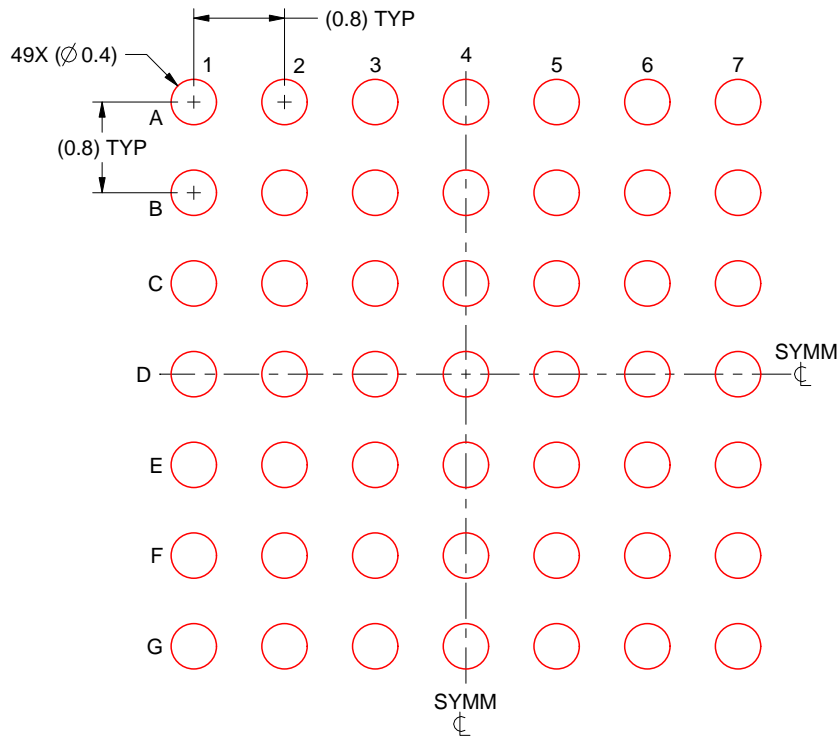 (0.8) TYP
49X (∅ 0.4)
1 2 3 4 5 6 7
A
(0.8) TYP
B
C
D
SYMM
℄
E
F
G
SYMM
℄